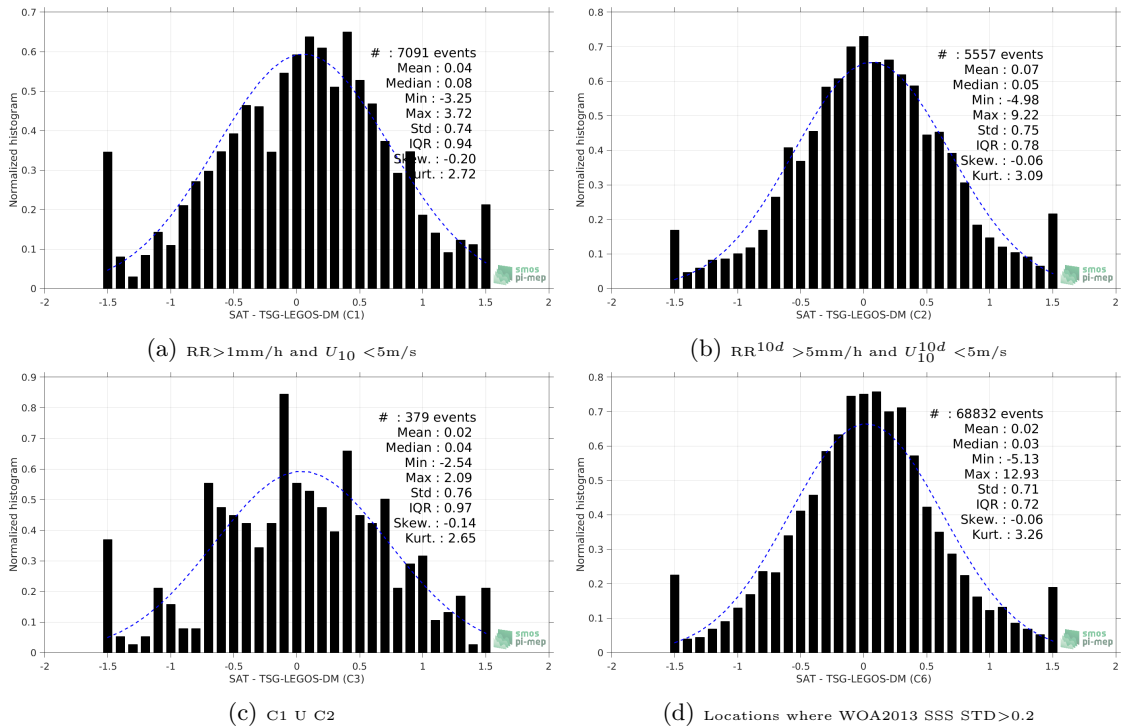 0.7
0.6
0.5
0.4
0.3
0.2
0.1
0
Normalized histogram
# : 7091 events
Mean : 0.04
Median : 0.08
Min : -3.25
Max : 3.72
Std : 0.74
IQR : 0.94
Skew. : -0.20
Kurt. : 2.72
smos
pi-mep
-2 -1.5 -1 -0.5 0 0.5 1 1.5 2
SAT - TSG-LEGOS-DM (C1)
(a) RR>1mm/h and U10 <5m/s
0.8
0.7
0.6
0.5
0.4
0.3
0.2
0.1
0
Normalized histogram
# : 5557 events
Mean : 0.07
Median : 0.05
Min : -4.98
Max : 9.22
Std : 0.75
IQR : 0.78
Skew. : -0.06
Kurt. : 3.09
smos
pi-mep
-2 -1.5 -1 -0.5 0 0.5 1 1.5 2
SAT - TSG-LEGOS-DM (C2)
(b) RR10d >5mm/h and U10d10 <5m/s
0.9
0.8
0.7
0.6
0.5
0.4
0.3
0.2
0.1
0
Normalized histogram
# : 379 events
Mean : 0.02
Median : 0.04
Min : -2.54
Max : 2.09
Std : 0.76
IQR : 0.97
Skew. : -0.14
Kurt. : 2.65
smos
pi-mep
-2 -1.5 -1 -0.5 0 0.5 1 1.5 2
SAT - TSG-LEGOS-DM (C3)
(c) C1 U C2
0.8
0.7
0.6
0.5
0.4
0.3
0.2
0.1
0
Normalized histogram
# : 68832 events
Mean : 0.02
Median : 0.03
Min : -5.13
Max : 12.93
Std : 0.71
IQR : 0.72
Skew. : -0.06
Kurt. : 3.26
smos
pi-mep
-2 -1.5 -1 -0.5 0 0.5 1 1.5 2
SAT - TSG-LEGOS-DM (C6)
(d) Locations where WOA2013 SSS STD>0.2